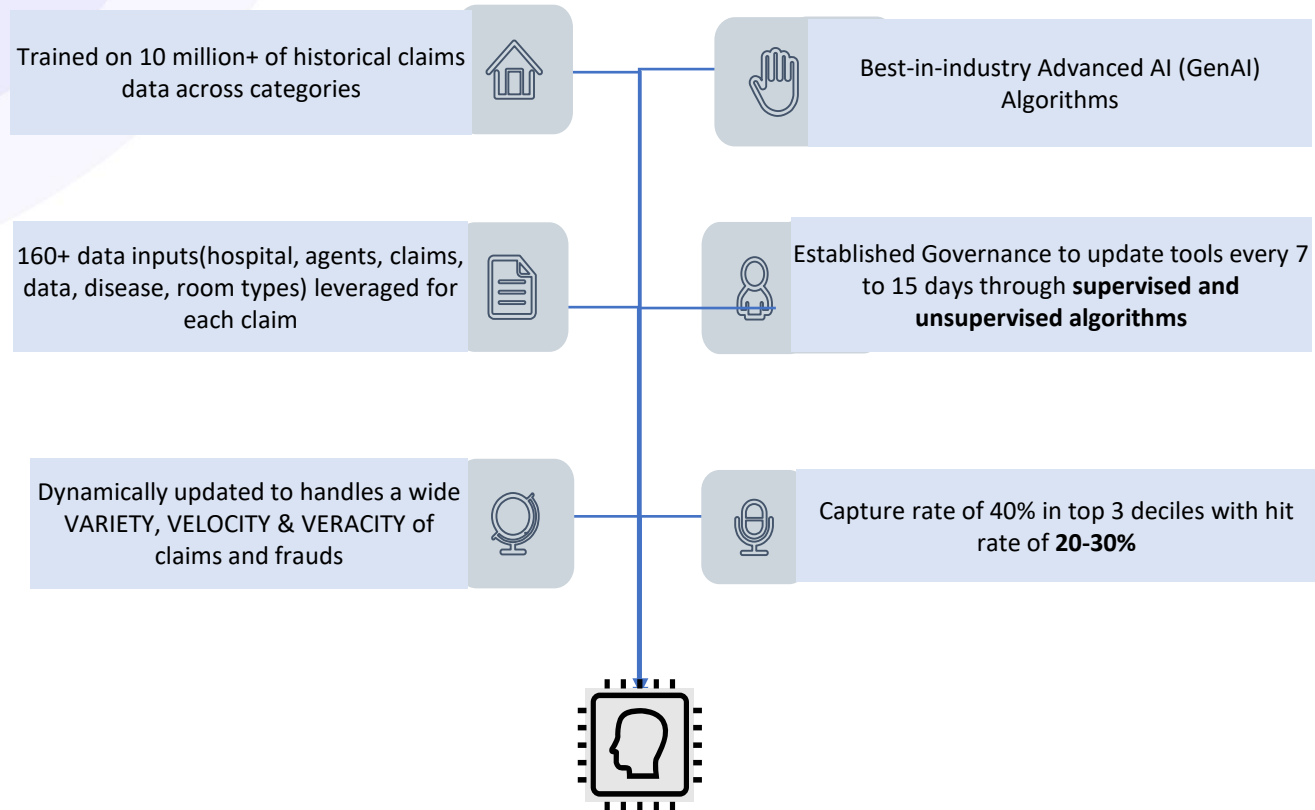 Trained on 10 million+ of historical claims
data across categories
Best-in-industry Advanced AI (GenAI)
Algorithms
160+ data inputs(hospital, agents, claims,
data, disease, room types) leveraged for
each claim
Established Governance to update tools every 7
to 15 days through supervised and
unsupervised algorithms
Dynamically updated to handles a wide
VARIETY, VELOCITY & VERACITY of
claims and frauds
Capture rate of 40% in top 3 deciles with hit
rate of 20-30%